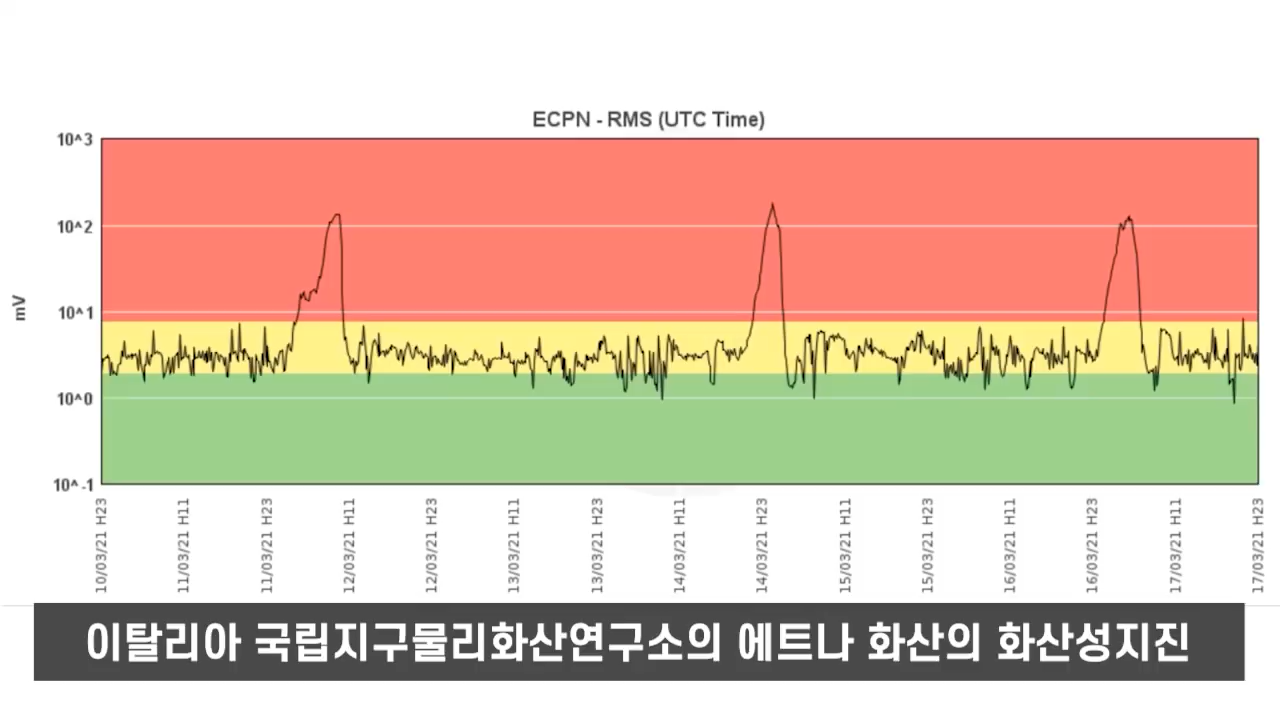 ECPN - RMS (UTC Time)
10^3
10^2
10^1
10^0
10^-1
mV
10/03/21 H23
11/03/21 H11
11/03/21 H23
12/03/21 H11
12/03/21 H23
13/03/21 H11
13/03/21 H23
14/03/21 H11
14/03/21 H23
15/03/21 H11
15/03/21 H23
16/03/21 H11
16/03/21 H23
17/03/21 H11
17/03/21 H23
이탈리아 국립지구물리화산연구소의 에트나 화산의 화산성지진